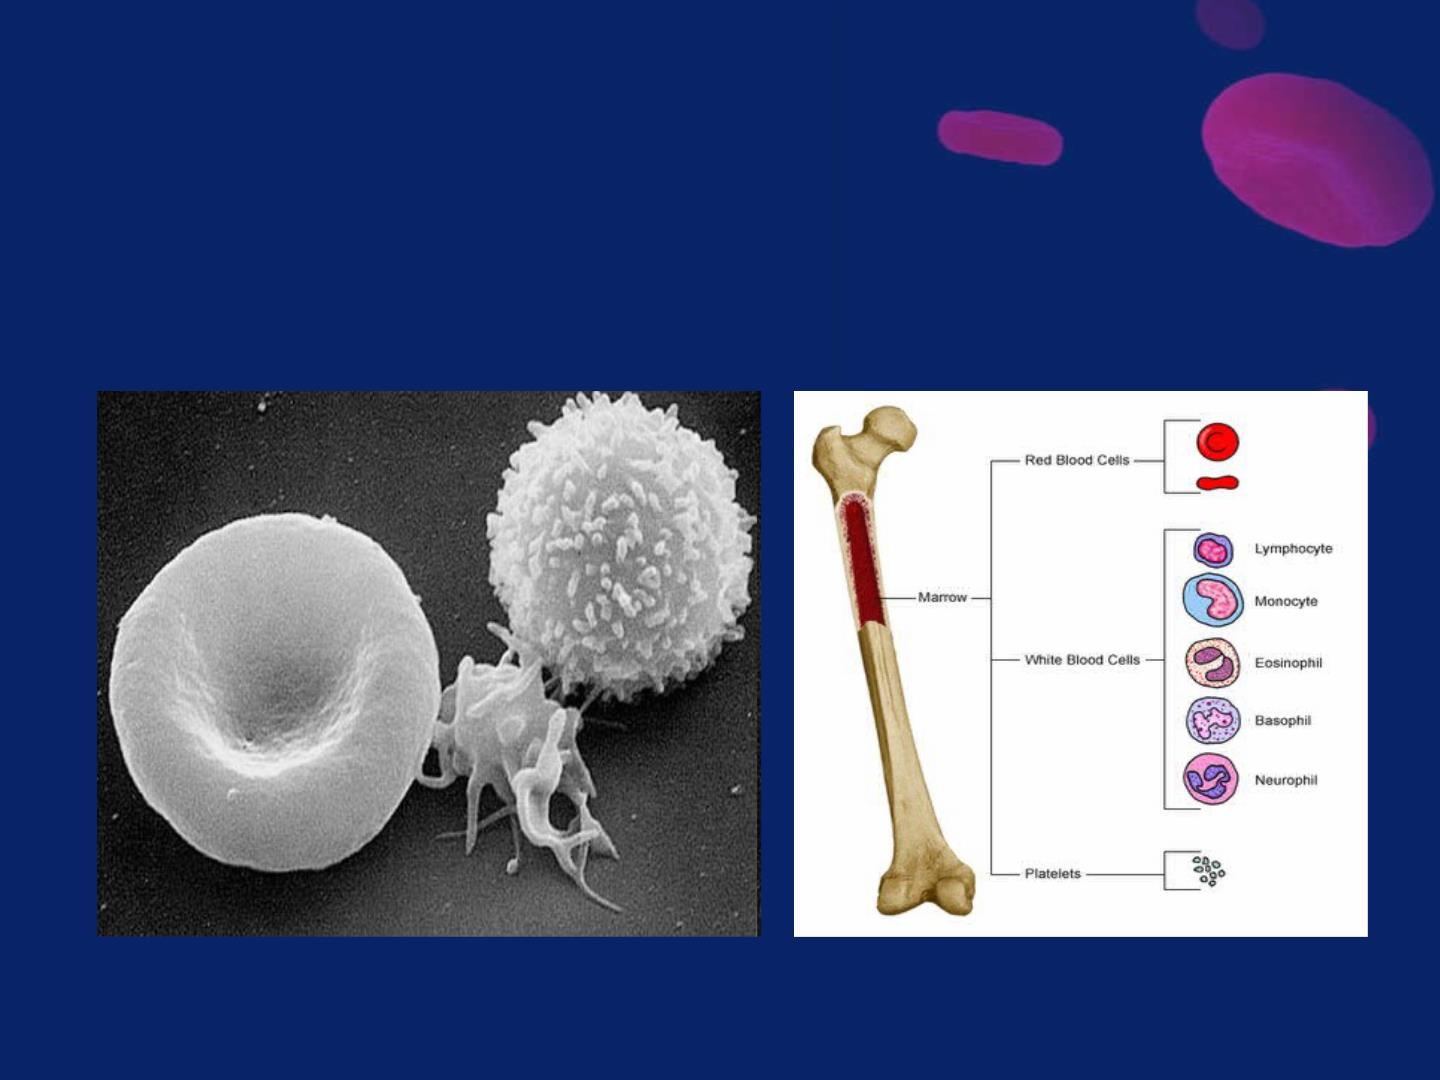 Red Blood Cells
Lymphocyte
Monocyte
Marrow
White Blood Cells
Eosinophil
Basophil
Neurophil
Platelets